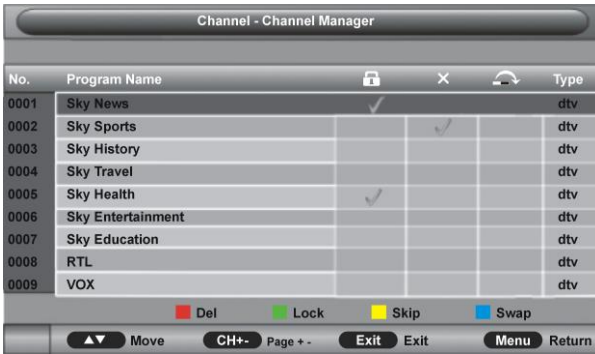 Channel - Channel Manager
No. Program Name Type
0001 Sky News dtv
0002 Sky Sports dtv
0003 Sky History dtv
0004 Sky Travel dtv
0005 Sky Health dtv
0006 Sky Entertainment dtv
0007 Sky Education dtv
0008 RTL dtv
0009 VOX dtv
Del Lock Skip Swap
▲▼ Move CH+- Page + - Exit Exit Menu Return